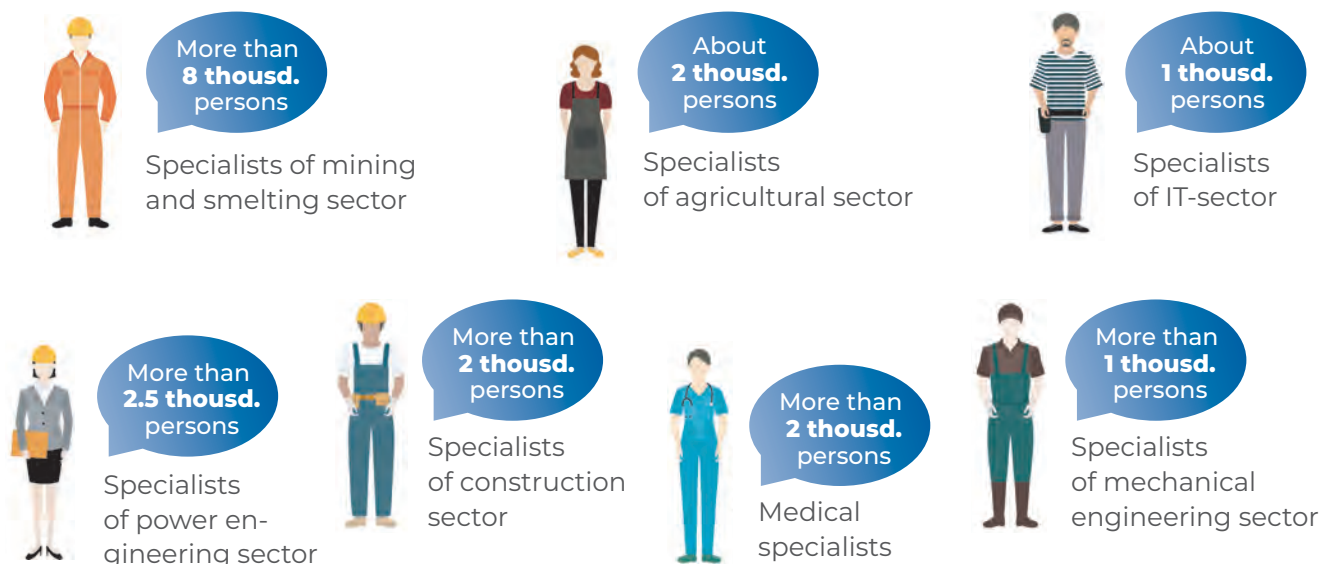 More than
8 thousd.
persons
Specialists of mining
and smelting sector
About
2 thousd.
persons
Specialists
of agricultural sector
About
1 thousd.
persons
Specialists
of IT-sector
More than
2.5 thousd.
persons
Specialists
of power en-
gineering sector
More than
2 thousd.
persons
Specialists
of construction
sector
More than
2 thousd.
persons
Medical
specialists
More than
1 thousd.
persons
Specialists
of mechanical
engineering sector